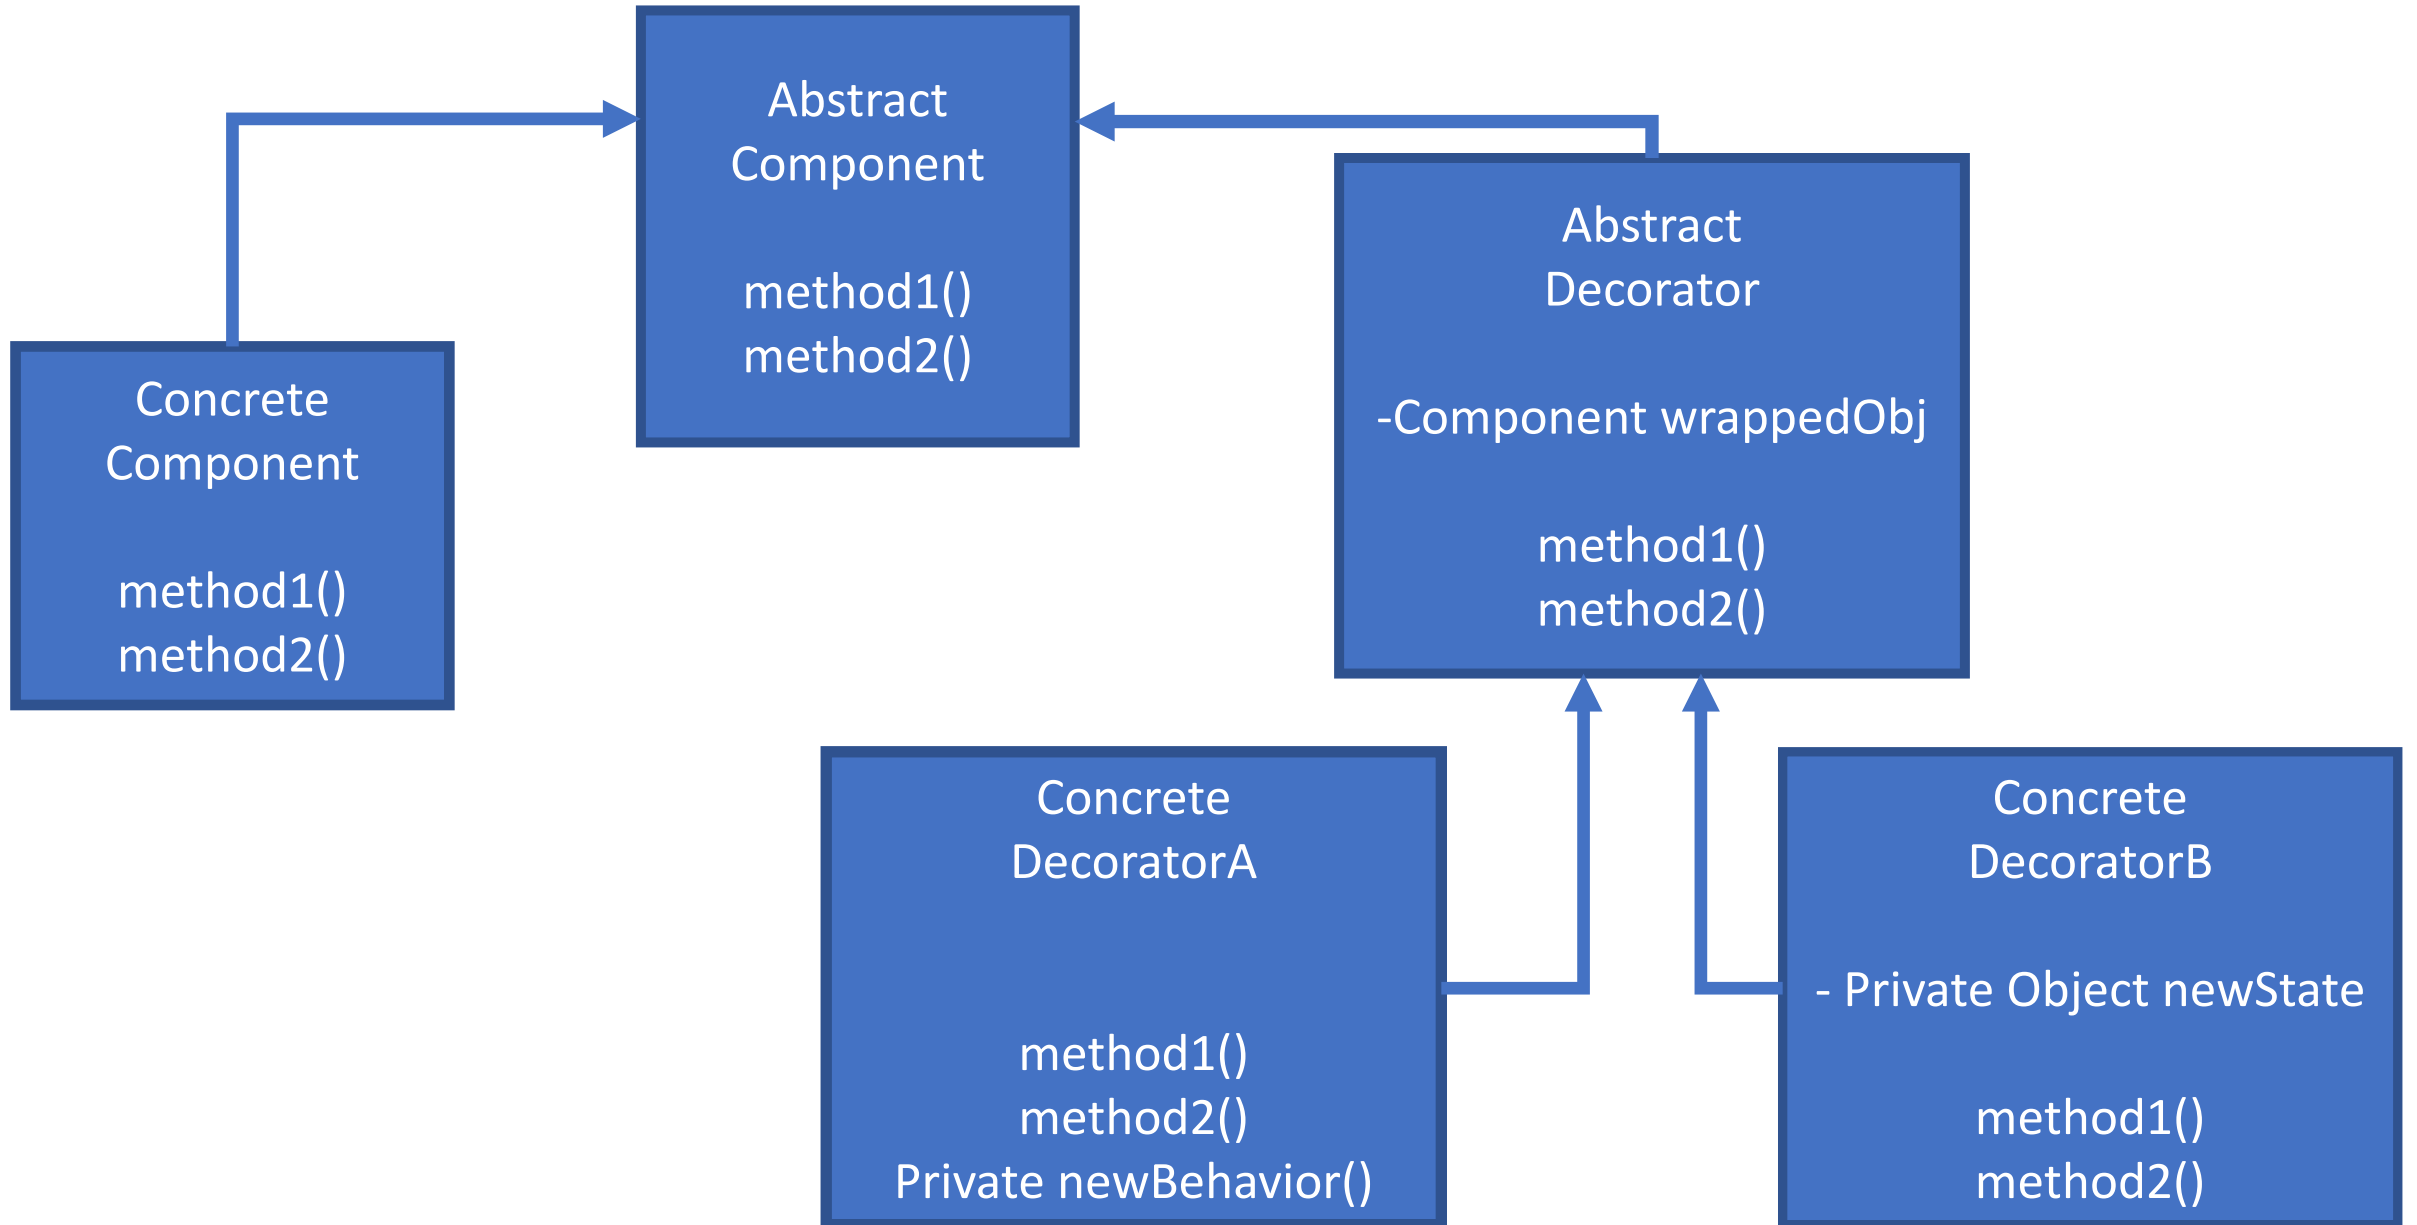 Abstract
Component
method1()
method2()
Concrete
Component
method1()
method2()
Abstract
Decorator
-Component wrappedObj
method1()
method2()
Concrete
DecoratorA
method1()
method2()
Private newBehavior()
Concrete
DecoratorB
- Private Object newState
method1()
method2()